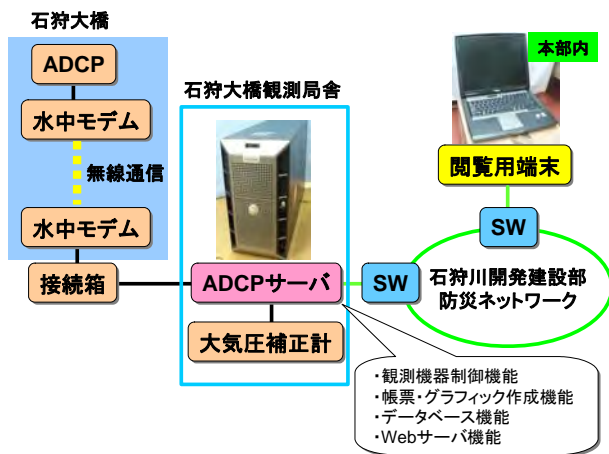 石狩大橋
ADCP
水中モデム
無線通信
水中モデム
接続箱
石狩大橋観測局舎
ADCPサーバ
大気圧補正計
SW
本部内
閲覧用端末
SW
石狩川開発建設部
防災ネットワーク
・観測機器制御機能
・帳票・グラフィック作成機能
・データベース機能
・Webサーバ機能